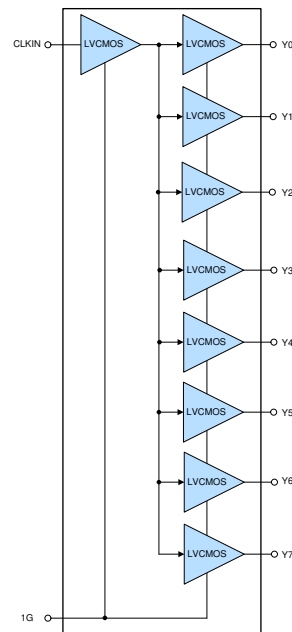 CLKIN
LVCMOS
LVCMOS
Y0
LVCMOS
Y1
LVCMOS
Y2
LVCMOS
Y3
LVCMOS
Y4
LVCMOS
Y5
LVCMOS
Y6
LVCMOS
Y7
1G